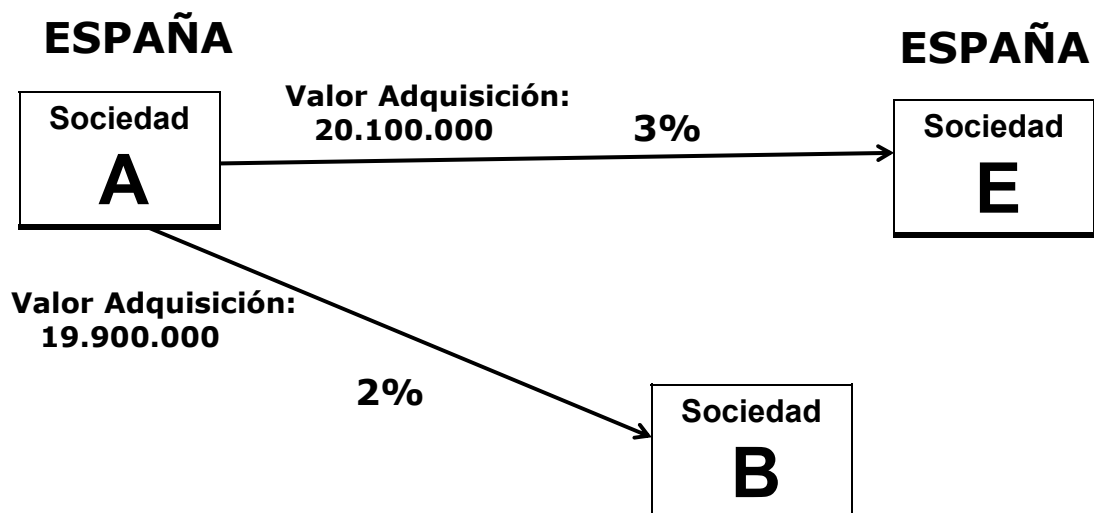 ESPAÑA
ESPAÑA
Sociedad
A
Valor Adquisición:
20.100.000
3%
Sociedad
E
Valor Adquisición:
19.900.000
2%
Sociedad
B